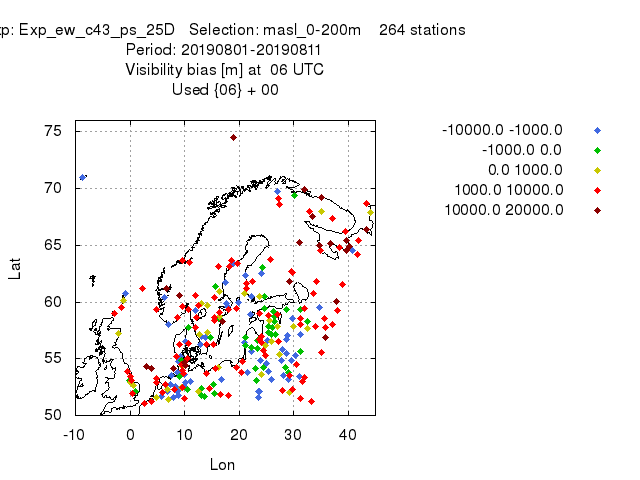 p: Exp_ew_c43_ps_25D Selection: masl_0-200m 264 stations
Period: 20190801-20190811
Visibility bias [m] at 06 UTC
Used {06} + 00
-10000.0 -1000.0
-1000.0 0.0
0.0 1000.0
1000.0 10000.0
10000.0 20000.0
75
70
65
60
55
50
Lat
-10 0 10 20 30 40
Lon